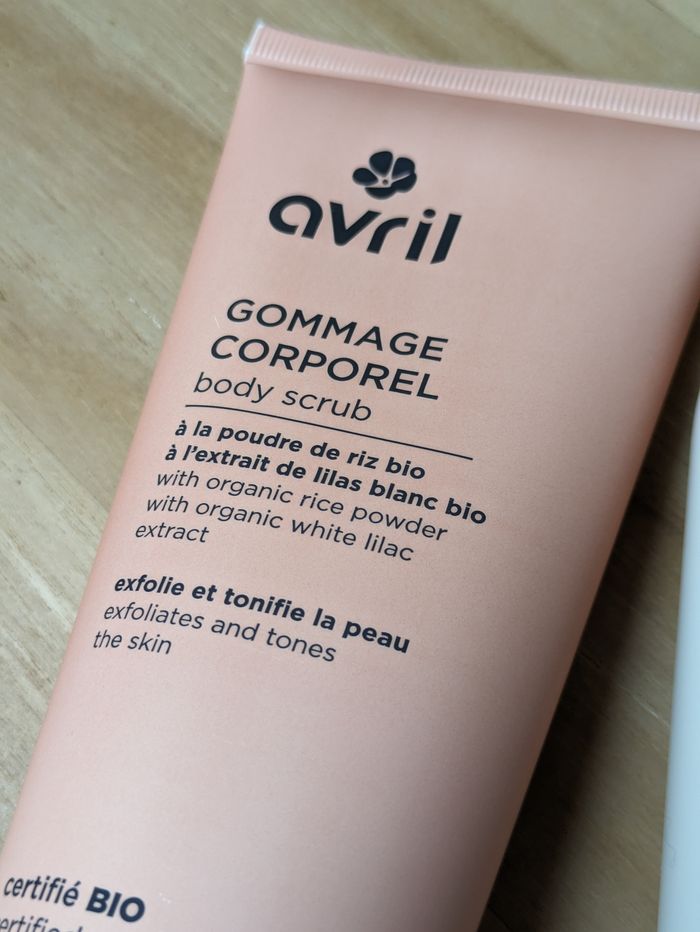 avril
GOMMAGE
CORPOREL
body scrub
à la poudre de riz bio
à l'extrait de lilas blanc bio
with organic rice powder
with organic white lilac
extract
exfolie et tonifie la peau
exfoliates and tones
the skin
certifié BIO